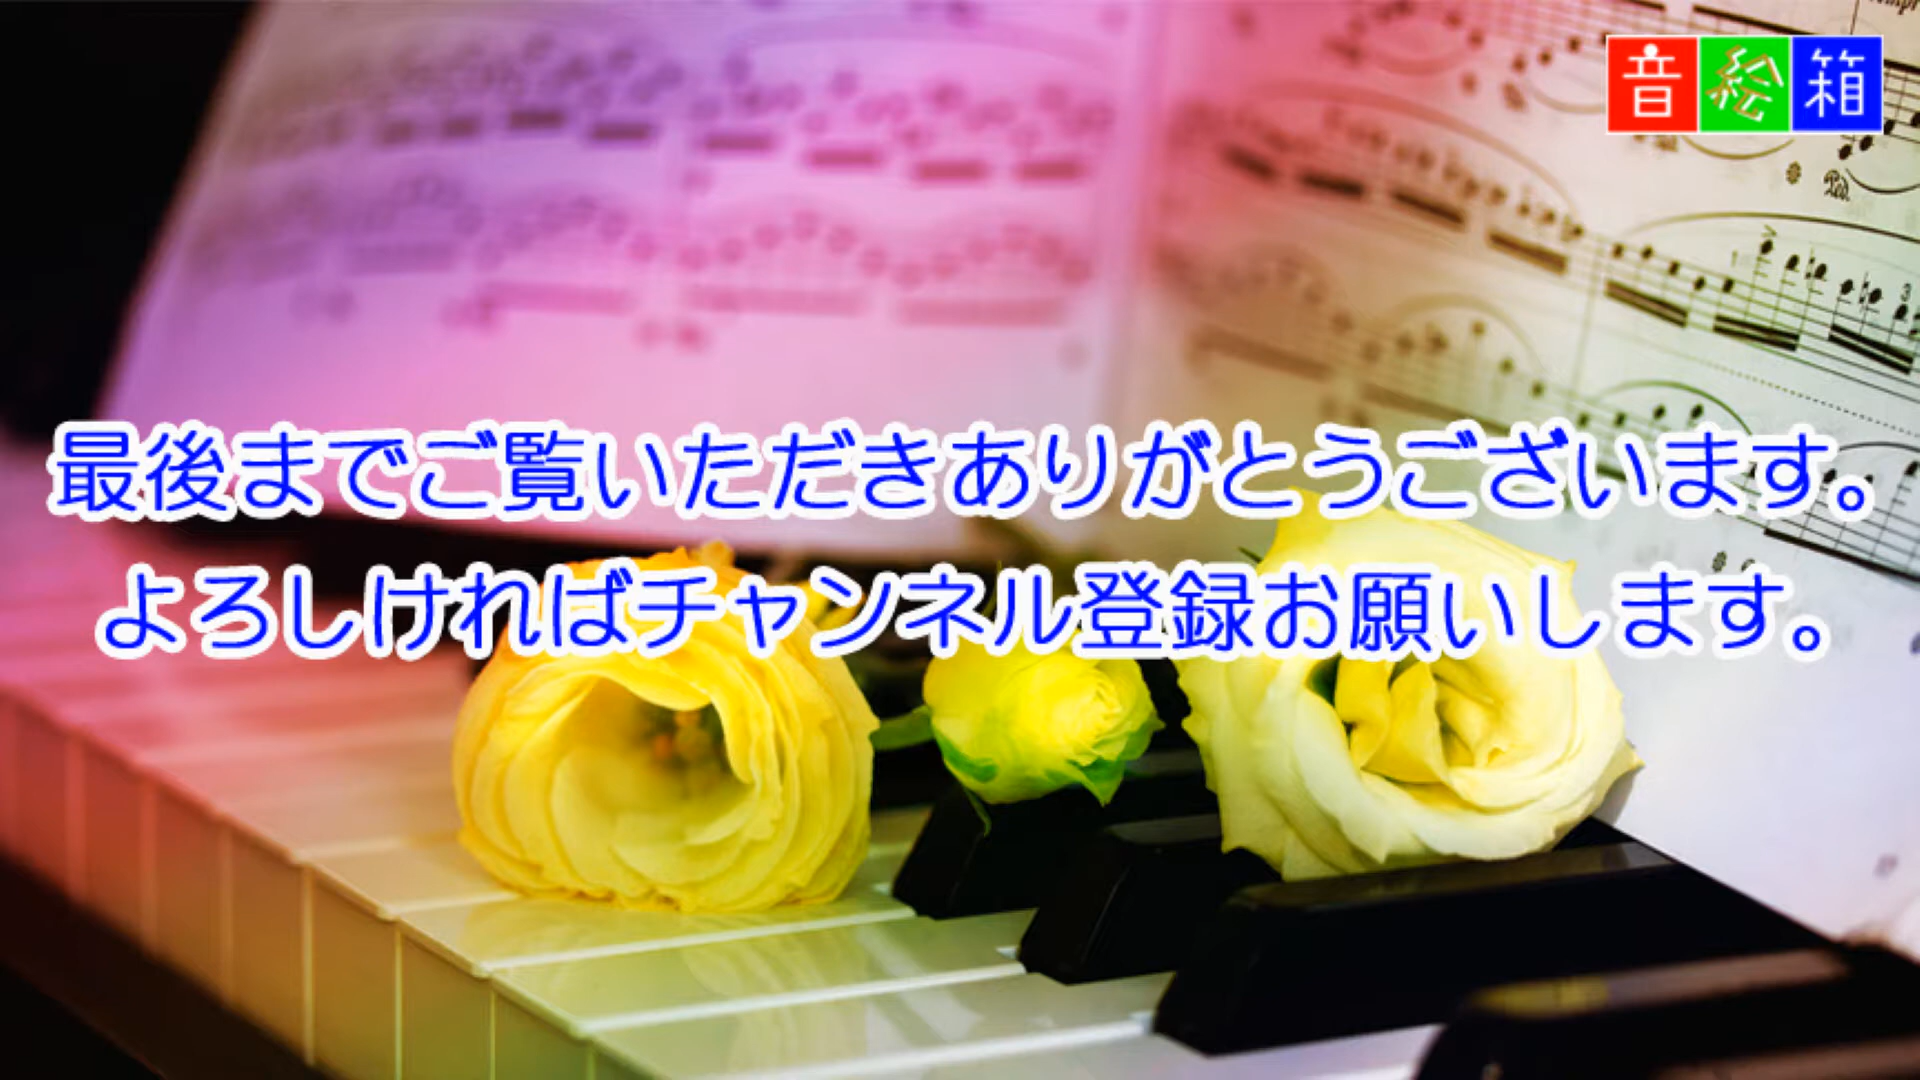 音絵箱
最後までご覧いただきありがとうございます。
よろしければチャンネル登録お願いします。